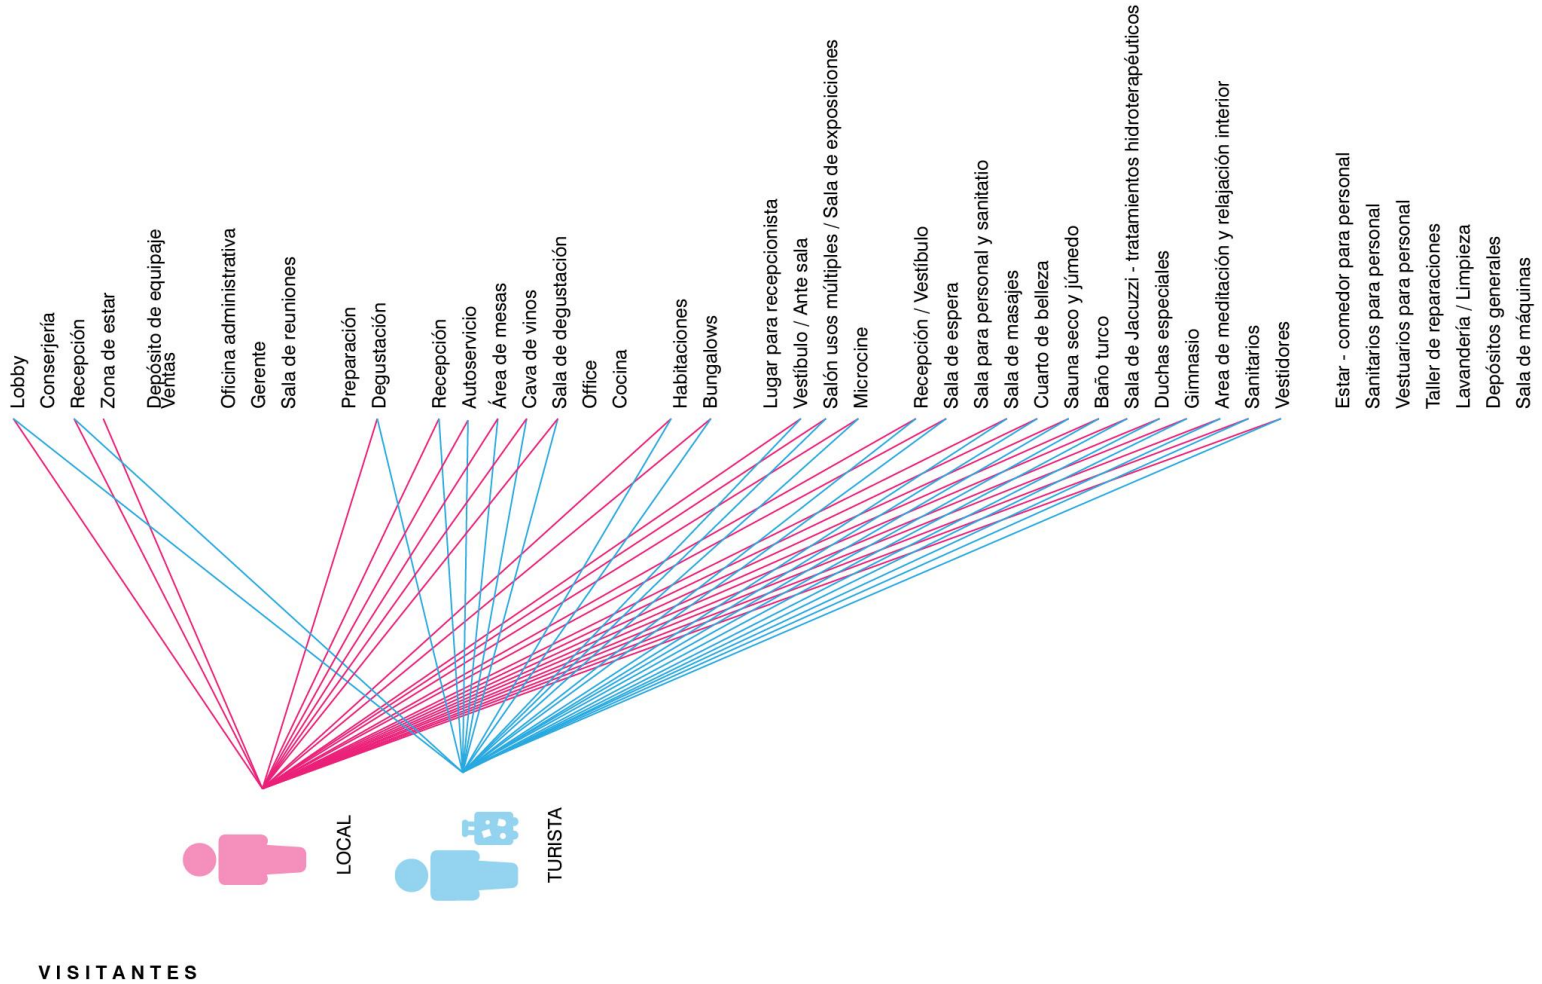 Lobby
Conserjería
Recepción
Zona de estar
Depósito de equipaje
Ventas
Oficina administrativa
Gerente
Sala de reuniones
Preparación
Degustación
Recepción
Autoservicio
Área de mesas
Cava de vinos
Sala de degustación
Office
Cocina
Habitaciones
Bungalows
Lugar para recepcionista
Vestíbulo / Ante sala
Salón usos múltiples / Sala de exposiciones
Microcine
Recepción / Vestíbulo
Sala de espera
Sala para personal y sanitatio
Sala de masajes
Cuarto de belleza
Sauna seco y júmedo
Baño turco
Sala de Jacuzzi - tratamientos hidroterapéuticos
Duchas especiales
Gimnasio
Area de meditación y relajación interior
Sanitarios
Vestidores
Estar - comedor para personal
Sanitarios para personal
Vestuarios para personal
Taller de reparaciones
Lavandería / Limpieza
Depósitos generales
Sala de máquinas
LOCAL
TURISTA
VISITANTES